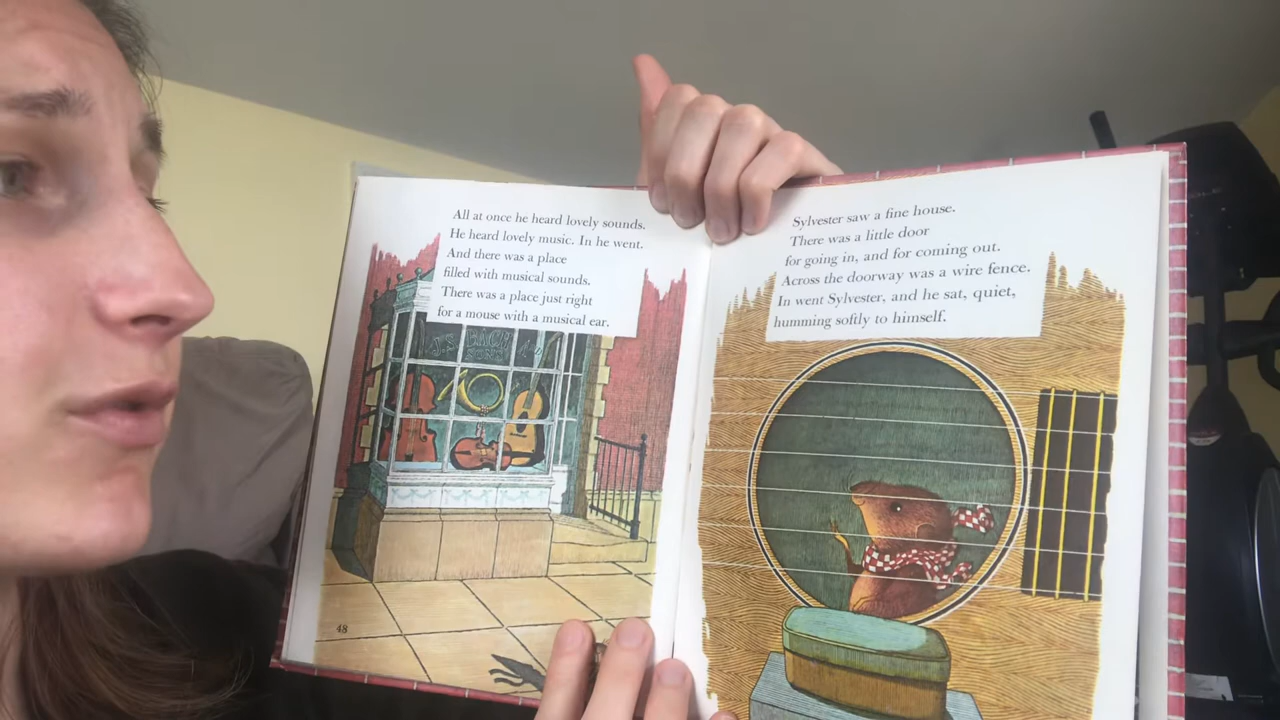 All at once he heard lovely sounds.
He heard lovely music. In he went.
And there was a place
filled with musical sounds.
There was a place just right
for a mouse with a musical ear.
48
Sylvester saw a fine house.
There was a little door
for going in, and for coming out.
Across the doorway was a wire fence.
In went Sylvester, and he sat, quiet,
humming softly to himself.